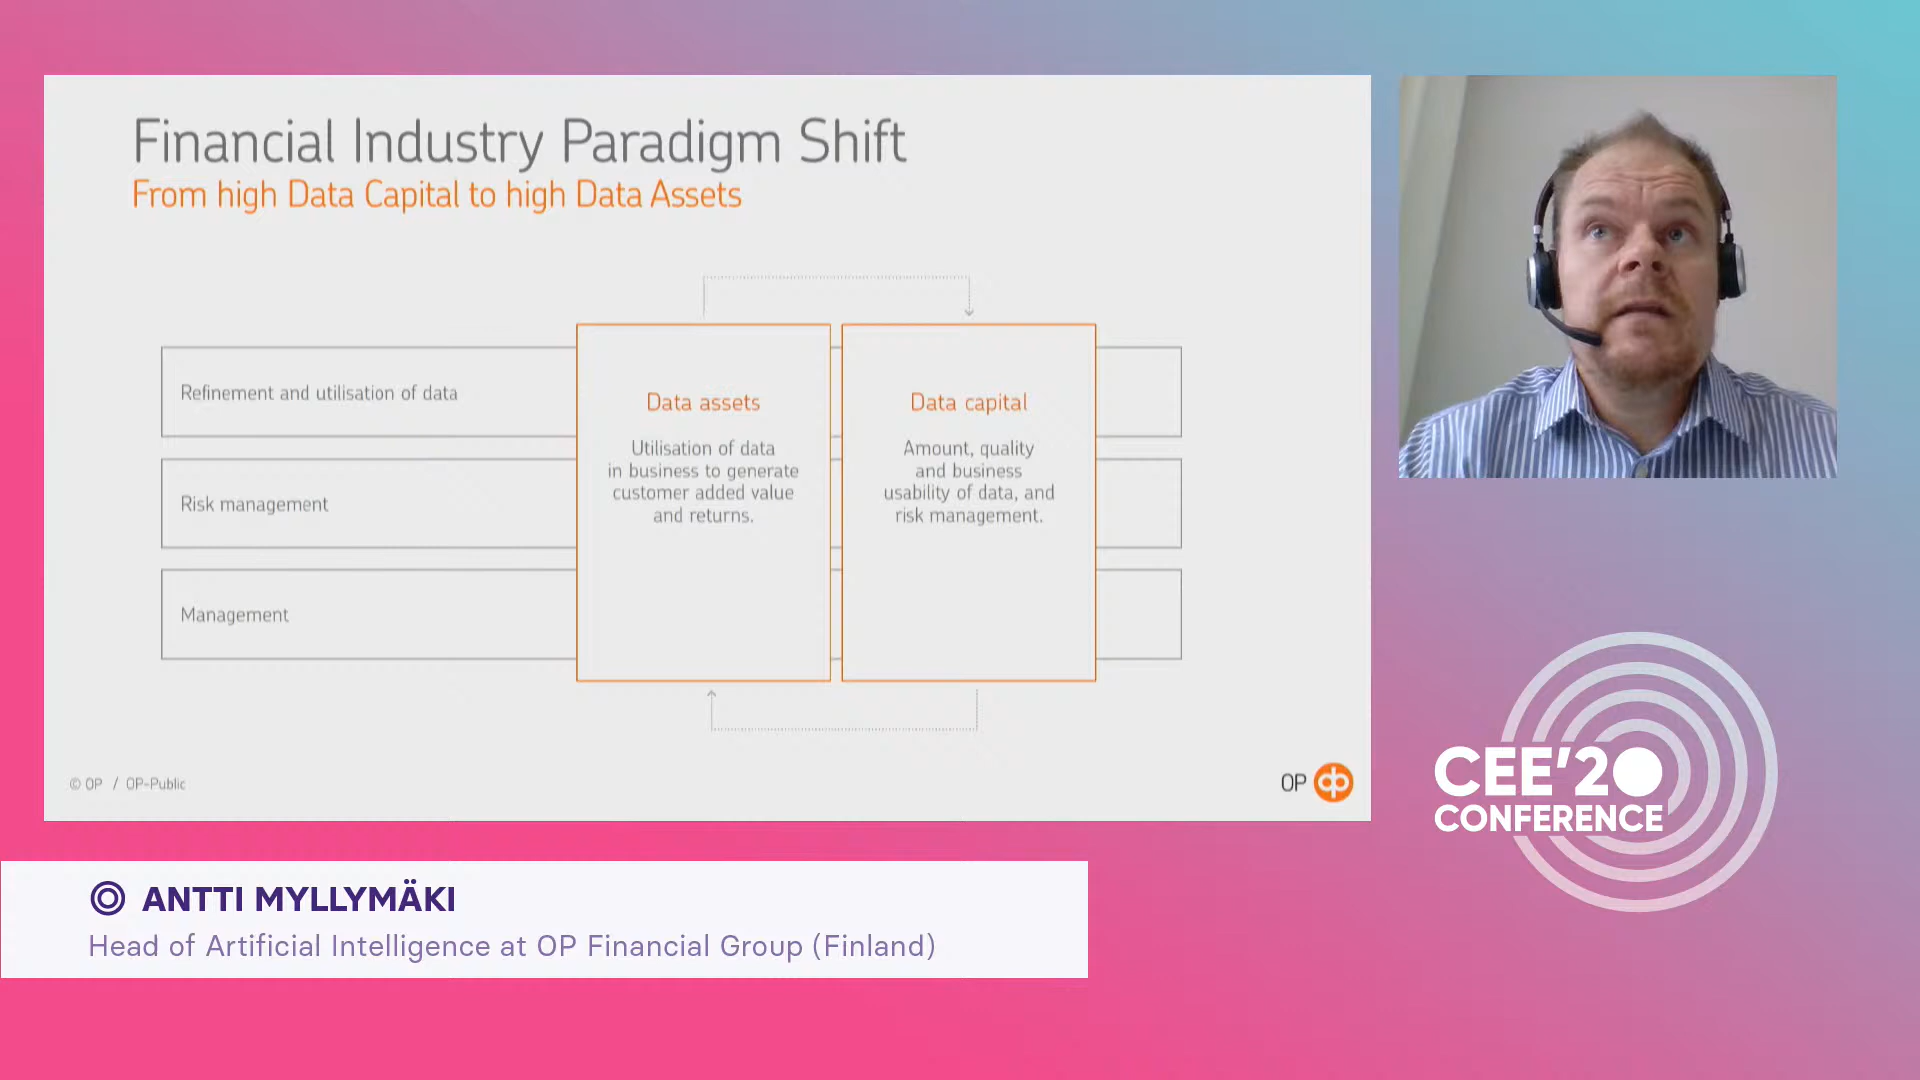 Financial Industry Paradigm Shift
From high Data Capital to high Data Assets
Refinement and utilisation of data
Risk management
Management
Data assets
Utilisation of data
in business to generate
customer added value
and returns.
Data capital
Amount, quality
and business
usability of data, and
risk management.
© OP / OP-Public
OP
CEE'20
CONFERENCE
ANTTI MYLLYMÄKI
Head of Artificial Intelligence at OP Financial Group (Finland)